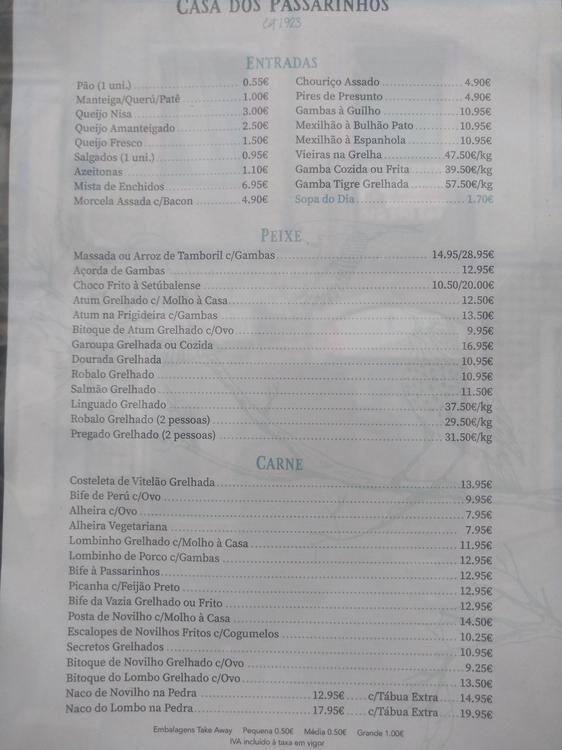 CASA DOS PASSARINHOS
Est 1923
ENTRADAS
Pão (1 uni.) 0.55€
Manteiga/Querú/Patê 1.00€
Queijo Nisa 3.00€
Queijo Amanteigado 2.50€
Queijo Fresco 1.50€
Salgados (1 uni.) 0.95€
Azeitonas 1.10€
Mista de Enchidos 6.95€
Morcela Assada c/Bacon 4.90€
Chouriço Assado 4.90€
Pires de Presunto 4.90€
Gambas à Guilho 10.95€
Mexilhão à Bulhão Pato 10.95€
Mexilhão à Espanhola 10.95€
Vieiras na Grelha 47.50€/kg
Gamba Cozida ou Frita 39.50€/kg
Gamba Tigre Grelhada 57.50€/kg
Sopa do Dia 1.70€
PEIXE
Massada ou Arroz de Tamboril c/Gambas 14.95/28.95€
Açorda de Gambas 12.95€
Choco Frito à Setúbalense 10.50/20.00€
Atum Grelhado c/ Molho à Casa 12.50€
Atum na Frigideira c/Gambas 13.50€
Bitoque de Atum Grelhado c/Ovo 9.95€
Garoupa Grelhada ou Cozida 16.95€
Dourada Grelhada 10.95€
Robalo Grelhado 10.95€
Salmão Grelhado 11.50€
Linguado Grelhado 37.50€/kg
Robalo Grelhado (2 pessoas) 29.50€/kg
Pregado Grelhado (2 pessoas) 31.50€/kg
CARNE
Costeleta de Vitelão Grelhada 13.95€
Bife de Perú c/Ovo 9.95€
Alheira c/Ovo 7.95€
Alheira Vegetariana 7.95€
Lombinho Grelhado c/Molho à Casa 11.95€
Lombinho de Porco c/Gambas 12.95€
Bife à Passarinhos 12.95€
Picanha c/Feijão Preto 12.95€
Bife da Vazia Grelhado ou Frito 12.95€
Posta de Novilho c/Molho à Casa 14.50€
Escalopes de Novilhos Fritos c/Cogumelos 10.25€
Secretos Grelhados 10.95€
Bitoque de Novilho Grelhado c/Ovo 9.25€
Bitoque do Lombo Grelhado c/Ovo 13.50€
Naco de Novilho na Pedra 12.95€ c/Tábua Extra 14.95€
Naco do Lombo na Pedra 17.95€ c/Tábua Extra 19.95€
Embalagens Take Away Pequena 0.50€ Média 0.50€ Grande 1.00€
IVA incluido à taxa em vigor